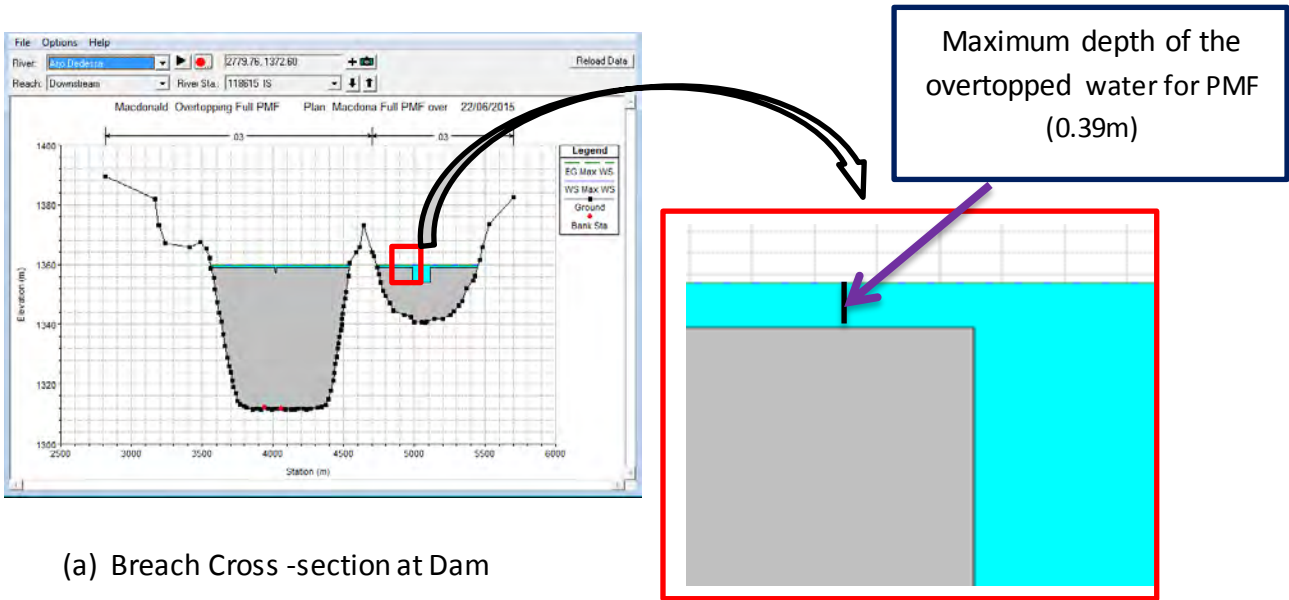 File Options Help
River: Arjo Dedessa 2779.76, 1372.60 Reload Data
Reach: Downstream River Sta.: 118615 IS
Macdonald Overtopping Full PMF Plan Macdona Full PMF over 22/06/2015
.03 .03
Legend
EG Max WS
WS Max WS
Ground
Bank Sta
Elevation (m)
1400
1380
1360
1340
1320
1300
2500 3000 3500 4000 4500 5000 5500 6000
Station (m)
Maximum depth of the
overtopped water for PMF
(0.39m)
(a) Breach Cross -section at Dam